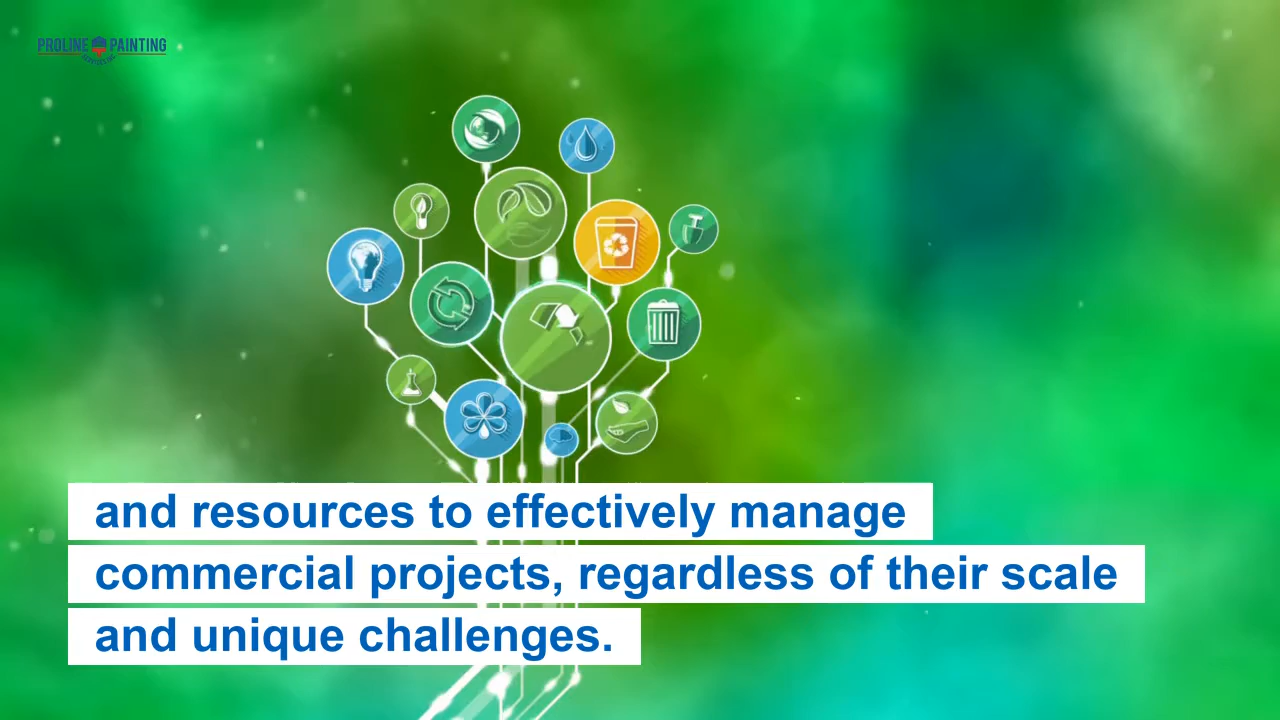 PROLINE PAINTING
and resources to effectively manage
commercial projects, regardless of their scale
and unique challenges.